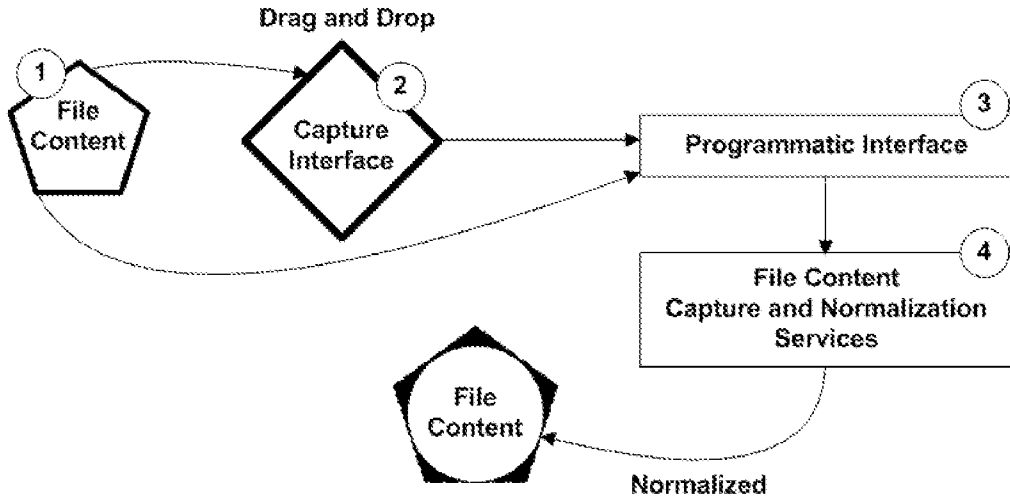 Drag and Drop
1
File
Content
2
Capture
Interface
3
Programmatic Interface
4
File Content
Capture and Normalization
Services
File
Content
Normalized